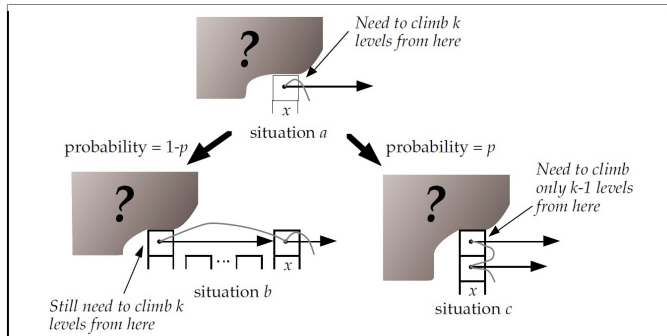 ?
Need to climb k
levels from here
x
situation a
probability = 1-p
probability = p
?
Still need to climb k
levels from here
...
x
situation b
?
Need to climb
only k-1 levels
from here
x
situation c